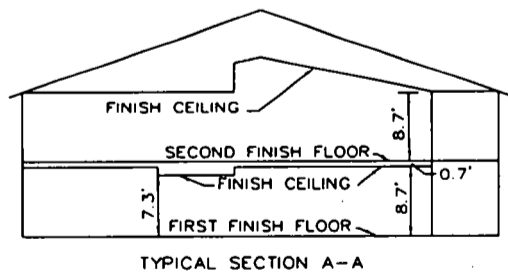 FINISH CEILING
8.7'
SECOND FINISH FLOOR
FINISH CEILING
0.7'
7.3'
8.7'
FIRST FINISH FLOOR
TYPICAL SECTION A-A